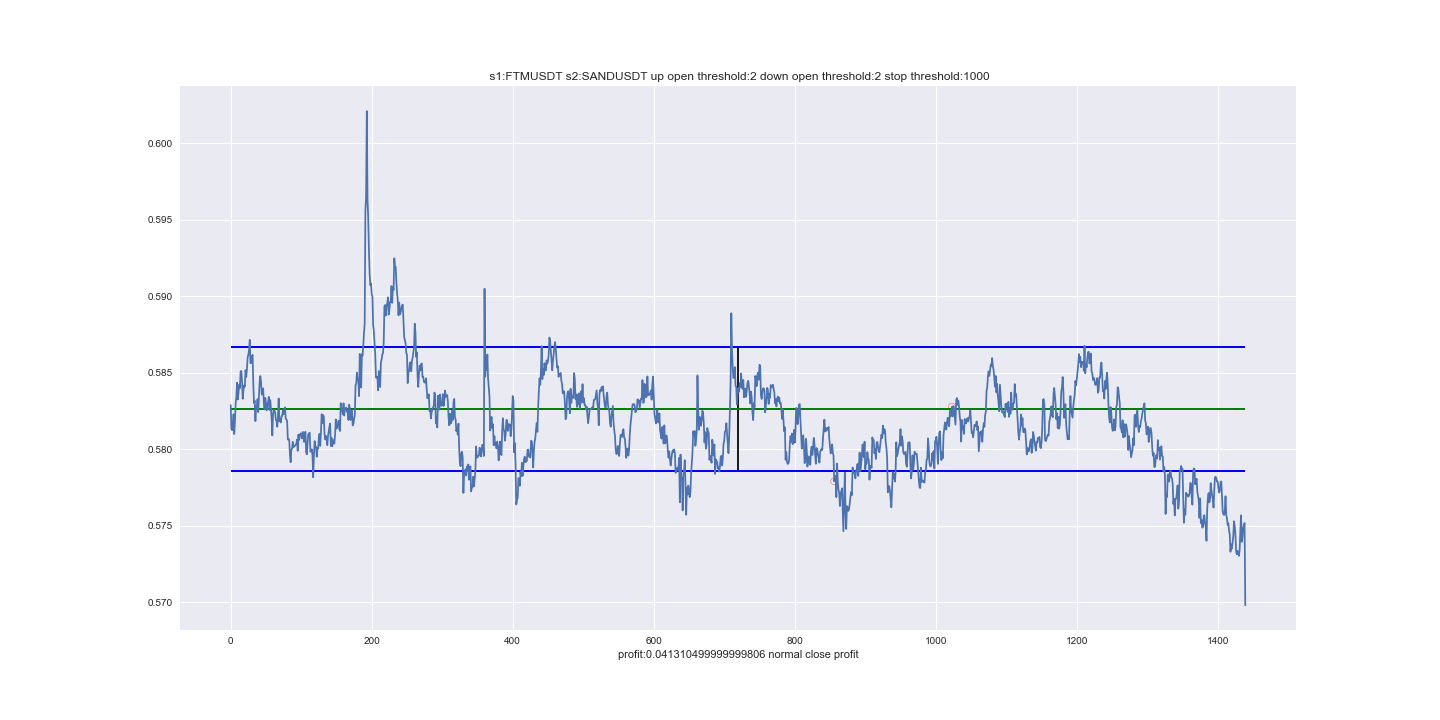 s1:FTMUSDT s2:SANDUSDT up open threshold:2 down open threshold:2 stop threshold:1000
0.600
0.595
0.590
0.585
0.580
0.575
0.570
0 200 400 600 800 1000 1200 1400
profit:0.041310499999999806 normal close profit